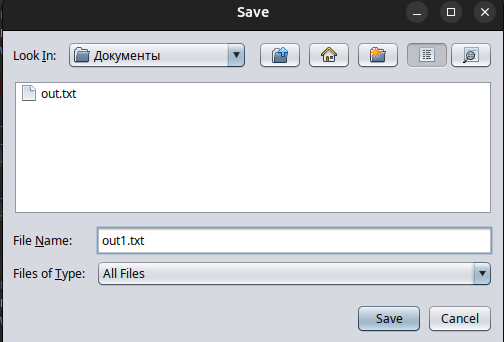 Save
Look In: Документы
out.txt
File Name: out1.txt
Files of Type: All Files
Save Cancel